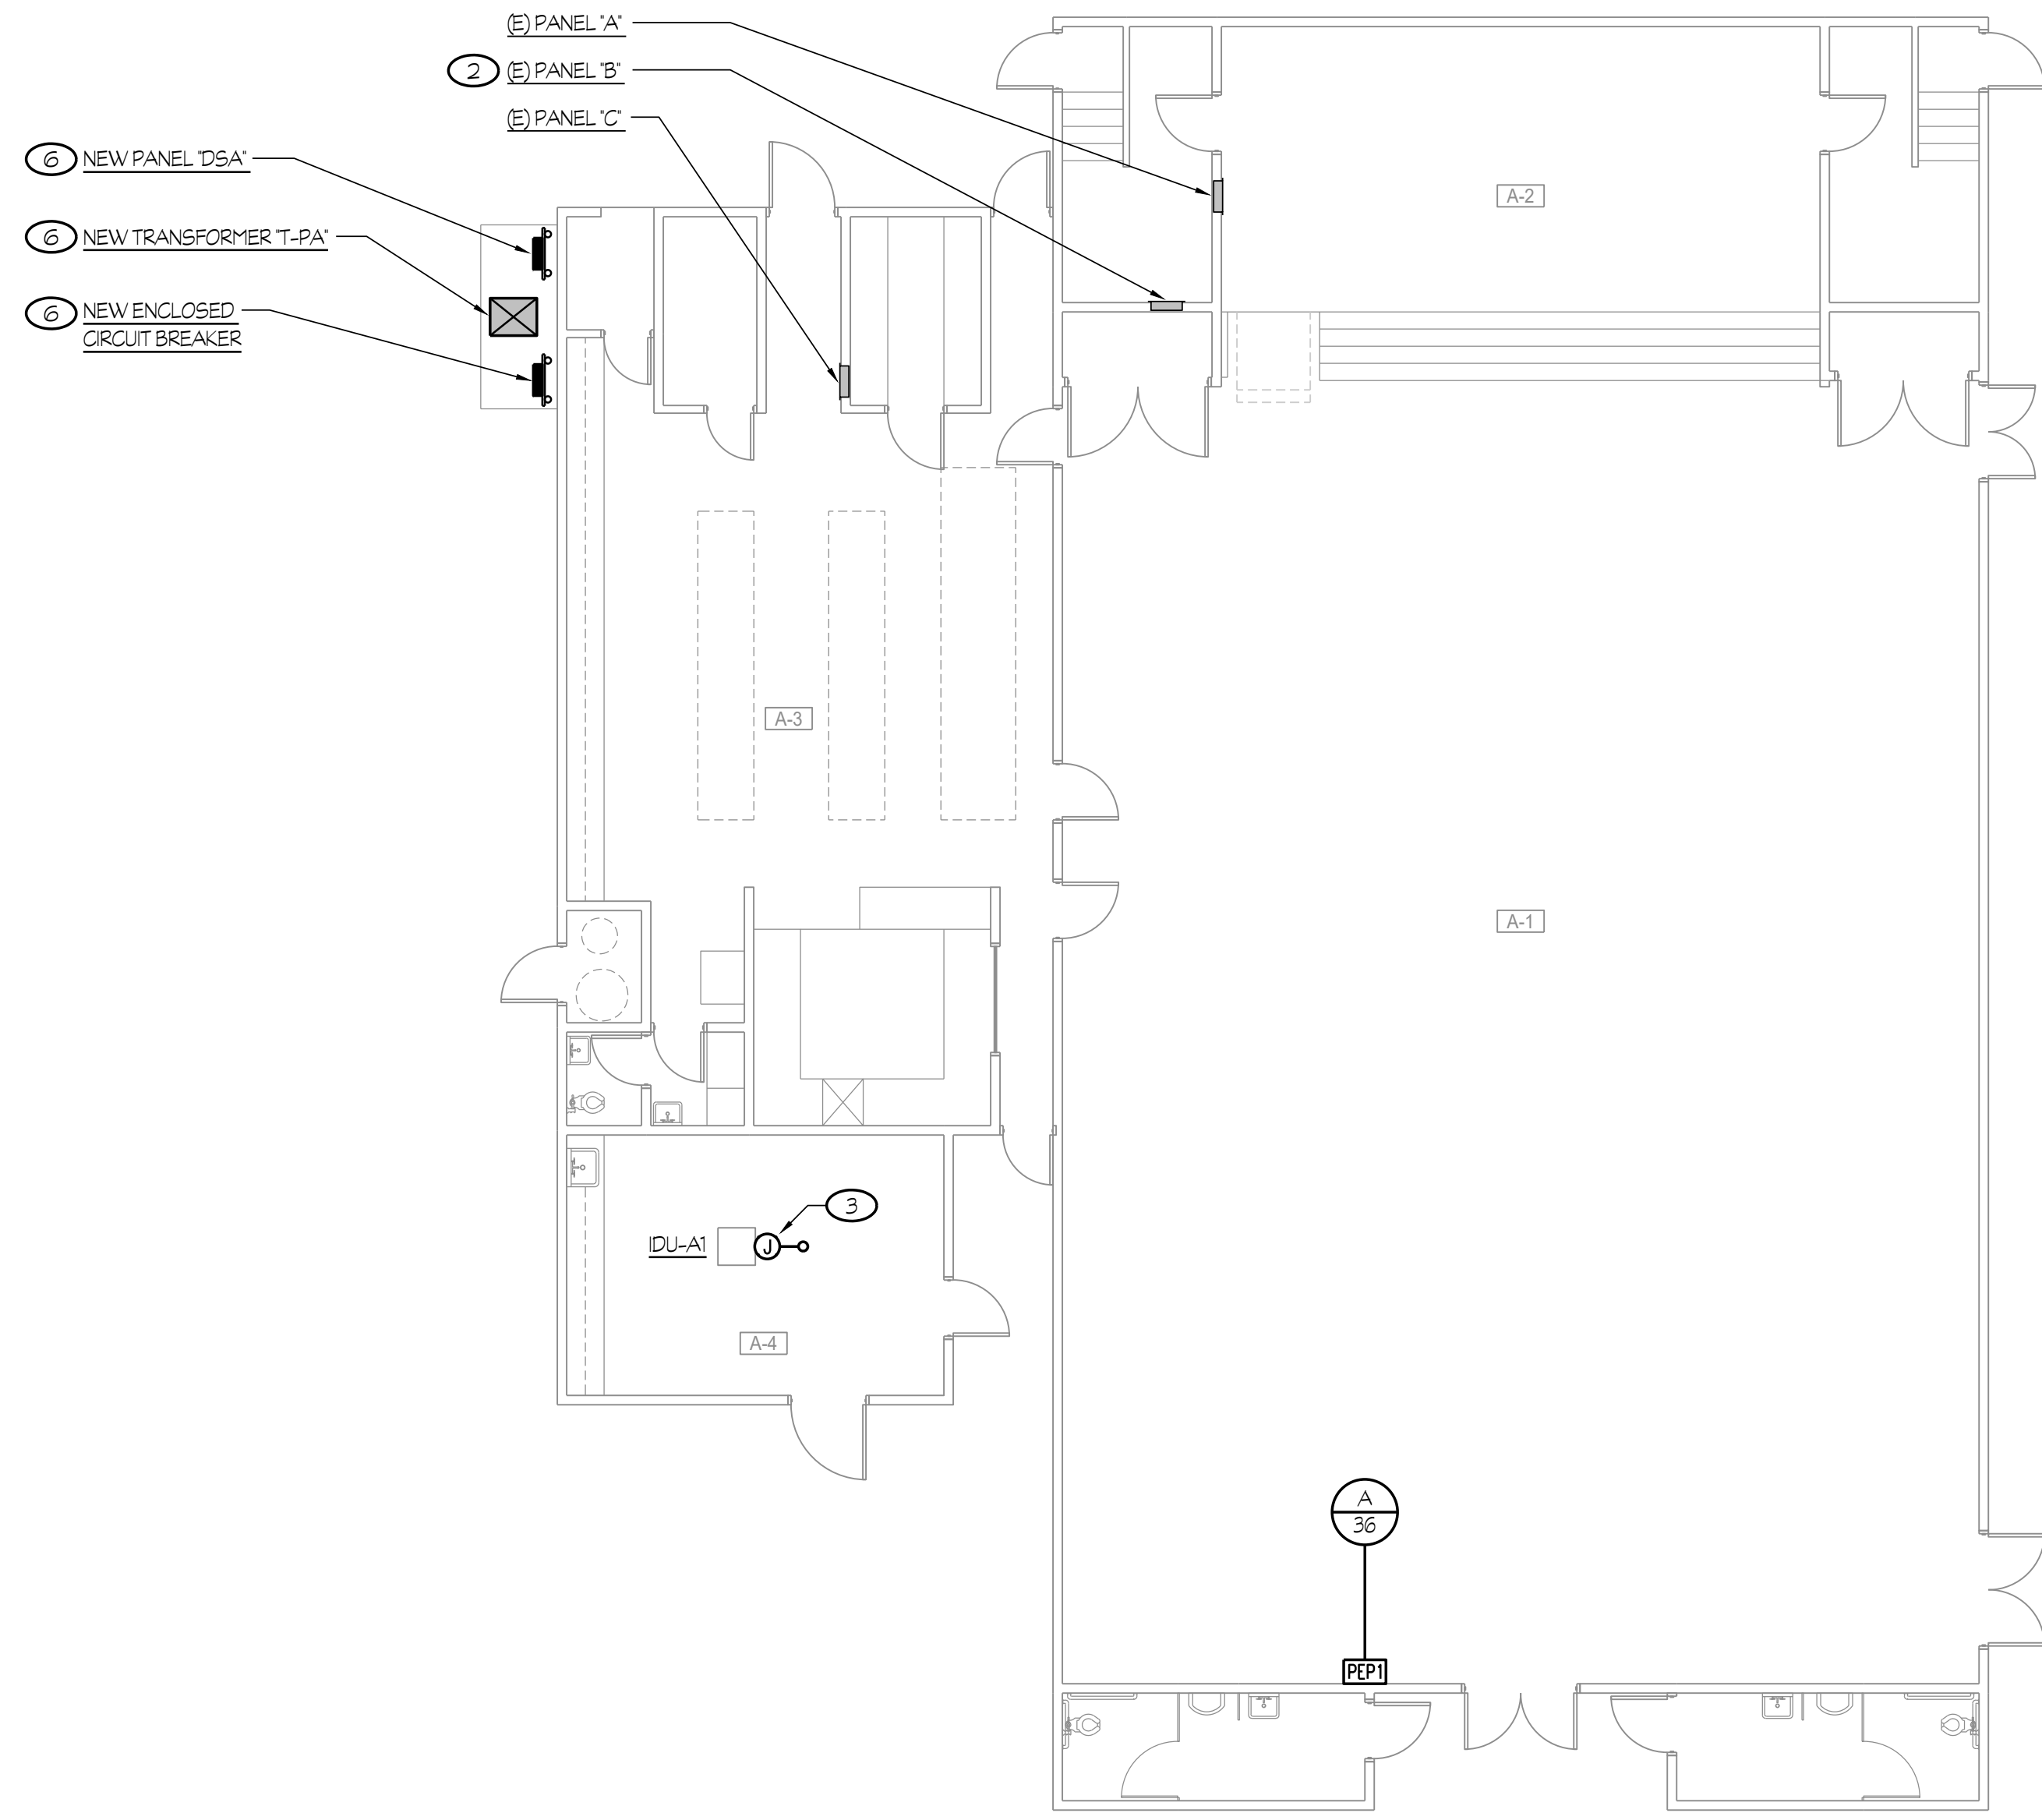 (E) PANEL "A"
2 (E) PANEL "B"
(E) PANEL "C"
6 NEW PANEL "DSA"
6 NEW TRANSFORMER "T-PA"
6 NEW ENCLOSED
CIRCUIT BREAKER
A-2
A-3
A-1
3
IDU-A1
J
A-4
A
36
PEP1